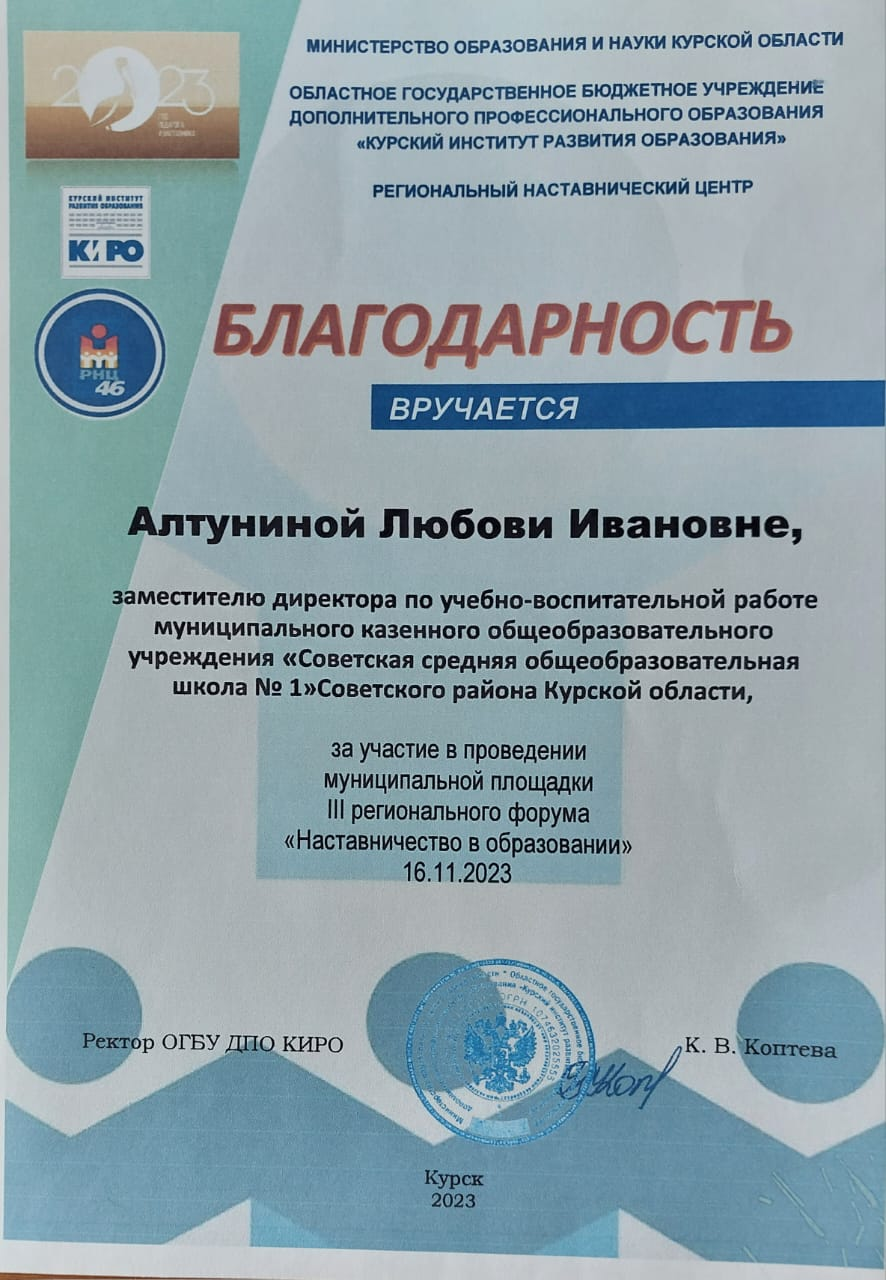 МИНИСТЕРСТВО ОБРАЗОВАНИЯ И НАУКИ КУРСКОЙ ОБЛАСТИ
ОБЛАСТНОЕ ГОСУДАРСТВЕННОЕ БЮДЖЕТНОЕ УЧРЕЖДЕНИЕ
ДОПОЛНИТЕЛЬНОГО ПРОФЕССИОНАЛЬНОГО ОБРАЗОВАНИЯ
«КУРСКИЙ ИНСТИТУТ РАЗВИТИЯ ОБРАЗОВАНИЯ»
РЕГИОНАЛЬНЫЙ НАСТАВНИЧЕСКИЙ ЦЕНТР
2023
КУРСКИЙ ИНСТИТУТ
РАЗВИТИЯ ОБРАЗОВАНИЯ
КИРО
РНЦ
46
БЛАГОДАРНОСТЬ
ВРУЧАЕТСЯ
Алтуниной Любови Ивановне,
заместителю директора по учебно-воспитательной работе
муниципального казенного общеобразовательного
учреждения «Советская средняя общеобразовательная
школа № 1»Советского района Курской области,
за участие в проведении
муниципальной площадки
III регионального форума
«Наставничество в образовании»
16.11.2023
Ректор ОГБУ ДПО КИРО
К. В. Коптева
Курск
2023